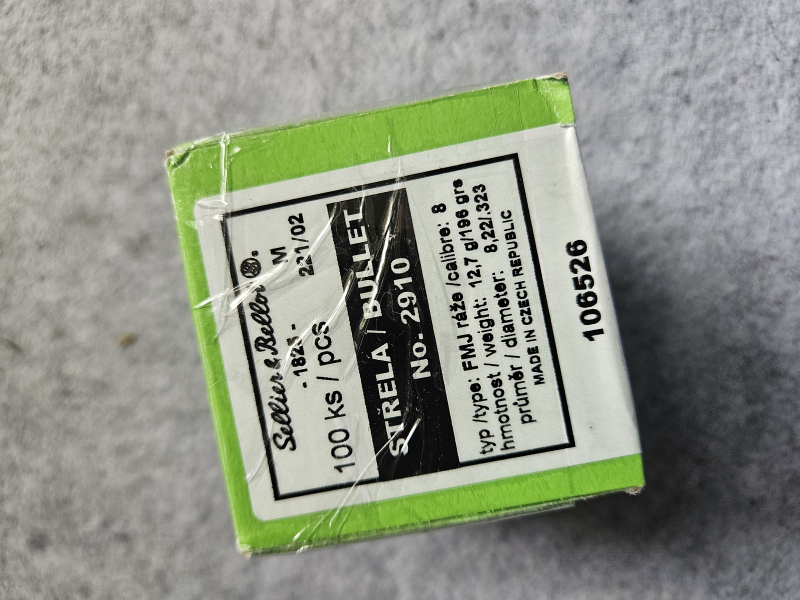 Sellier & Bellot
- 1825 - M
100 ks / pcs 221/02
STŘELA / BULLET
No. 2910
typ /type: FMJ ráže /calibre: 8
hmotnost / weight: 12,7 g/196 grs
průměr / diameter: 8,22/.323
MADE IN CZECH REPUBLIC
106526